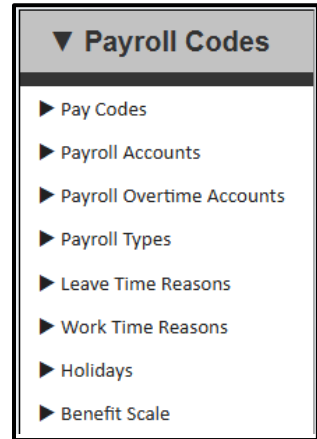 ▼ Payroll Codes
▶ Pay Codes
▶ Payroll Accounts
▶ Payroll Overtime Accounts
▶ Payroll Types
▶ Leave Time Reasons
▶ Work Time Reasons
▶ Holidays
▶ Benefit Scale